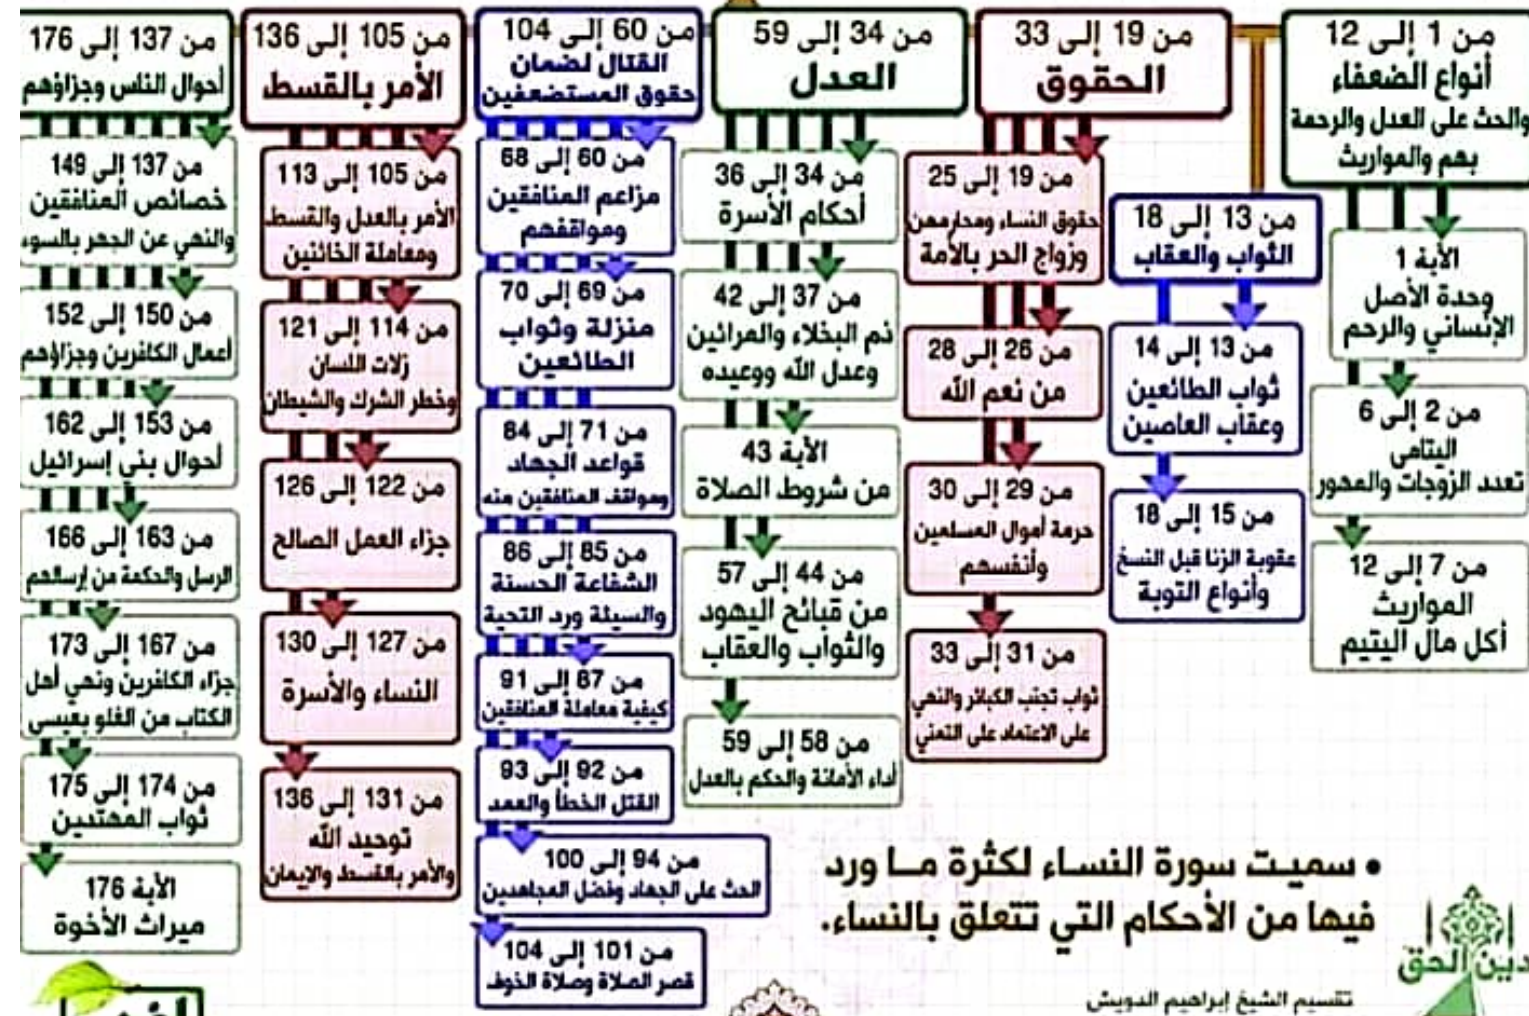 من 1 إلى 12
أنواع الضعفاء
والحث على العدل والرحمة
بهم والمواريث
الأية 1
وحدة الأصل
الإنساني والرحم
من 2 إلى 6
اليتامى
تعدد الزوجات والمهور
من 7 إلى 12
المواريث
أكل مال اليتيم
من 13 إلى 18
الثواب والعقاب
من 13 إلى 14
ثواب الطائعين
وعقاب العاصين
من 15 إلى 18
عقوبة الزنا قبل النسخ
وأنواع التوبة
من 19 إلى 33
الحقوق
من 19 إلى 25
حقوق النساء ومحارمهن
وزواج الحر بالأمة
من 26 إلى 28
من نعم الله
من 29 إلى 30
حرمة أموال المسلمين
وأنفسهم
من 31 إلى 33
ثواب تجنب الكبائر والنهي
على الاعتماد على التمني
من 34 إلى 59
العدل
من 34 إلى 36
أحكام الأسرة
من 37 إلى 42
ذم البخلاء والمرائين
وعدل الله ووعيده
الأية 43
من شروط الصلاة
من 44 إلى 57
من قبائح اليهود
والثواب والعقاب
من 58 إلى 59
أداء الأمانة والحكم بالعدل
من 60 إلى 104
القتال لضمان
حقوق المستضعفين
من 60 إلى 68
مزاعم المنافقين
ومواقفهم
من 69 إلى 70
منزلة وثواب
الطائعين
من 71 إلى 84
قواعد الجهاد
ومواقف المنافقين منه
من 85 إلى 86
الشفاعة الحسنة
والسيئة ورد التحية
من 87 إلى 91
كيفية معاملة المنافقين
من 92 إلى 93
القتل الخطأ والعمد
من 94 إلى 100
الحث على الجهاد وفضل المجاهدين
من 101 إلى 104
قصر الصلاة وصلاة الخوف
من 105 إلى 136
الأمر بالقسط
من 105 إلى 113
الأمر بالعدل والقسط
ومعاملة الخائنين
من 114 إلى 121
زلات اللسان
وخطر الشرك والشيطان
من 122 إلى 126
جزاء العمل الصالح
من 127 إلى 130
النساء والأسرة
من 131 إلى 136
توحيد الله
والأمر بالقسط والإيمان
من 137 إلى 176
أحوال الناس وجزاؤهم
من 137 إلى 149
خصائص المنافقين
والنهي عن الجهر بالسوء
من 150 إلى 152
أعمال الكافرين وجزاؤهم
من 153 إلى 162
أحوال بني إسرائيل
من 163 إلى 166
الرسل والحكمة من إرسالهم
من 167 إلى 173
جزاء الكافرين ونهي أهل
الكتاب من الغلو بعيسى
من 174 إلى 175
ثواب المهتدين
الأية 176
ميراث الأخوة
• سميت سورة النساء لكثرة ما ورد
فيها من الأحكام التي تتعلق بالنساء.
دين الحق
تقسيم الشيخ إبراهيم الدويش